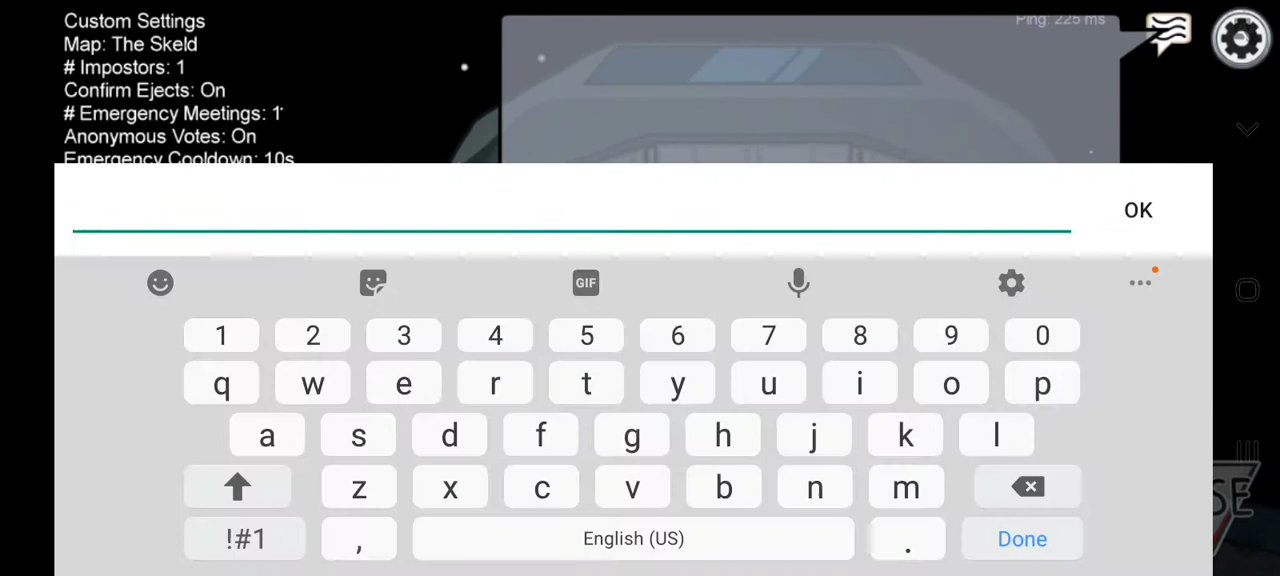 Custom Settings
Map: The Skeld
# Impostors: 1
Confirm Ejects: On
# Emergency Meetings: 1
Anonymous Votes: On
Emergency Cooldown: 10s
Ping: 225 ms
OK
GIF
1 2 3 4 5 6 7 8 9 0
q w e r t y u i o p
a s d f g h j k l
z x c v b n m
!#1 , English (US) . Done